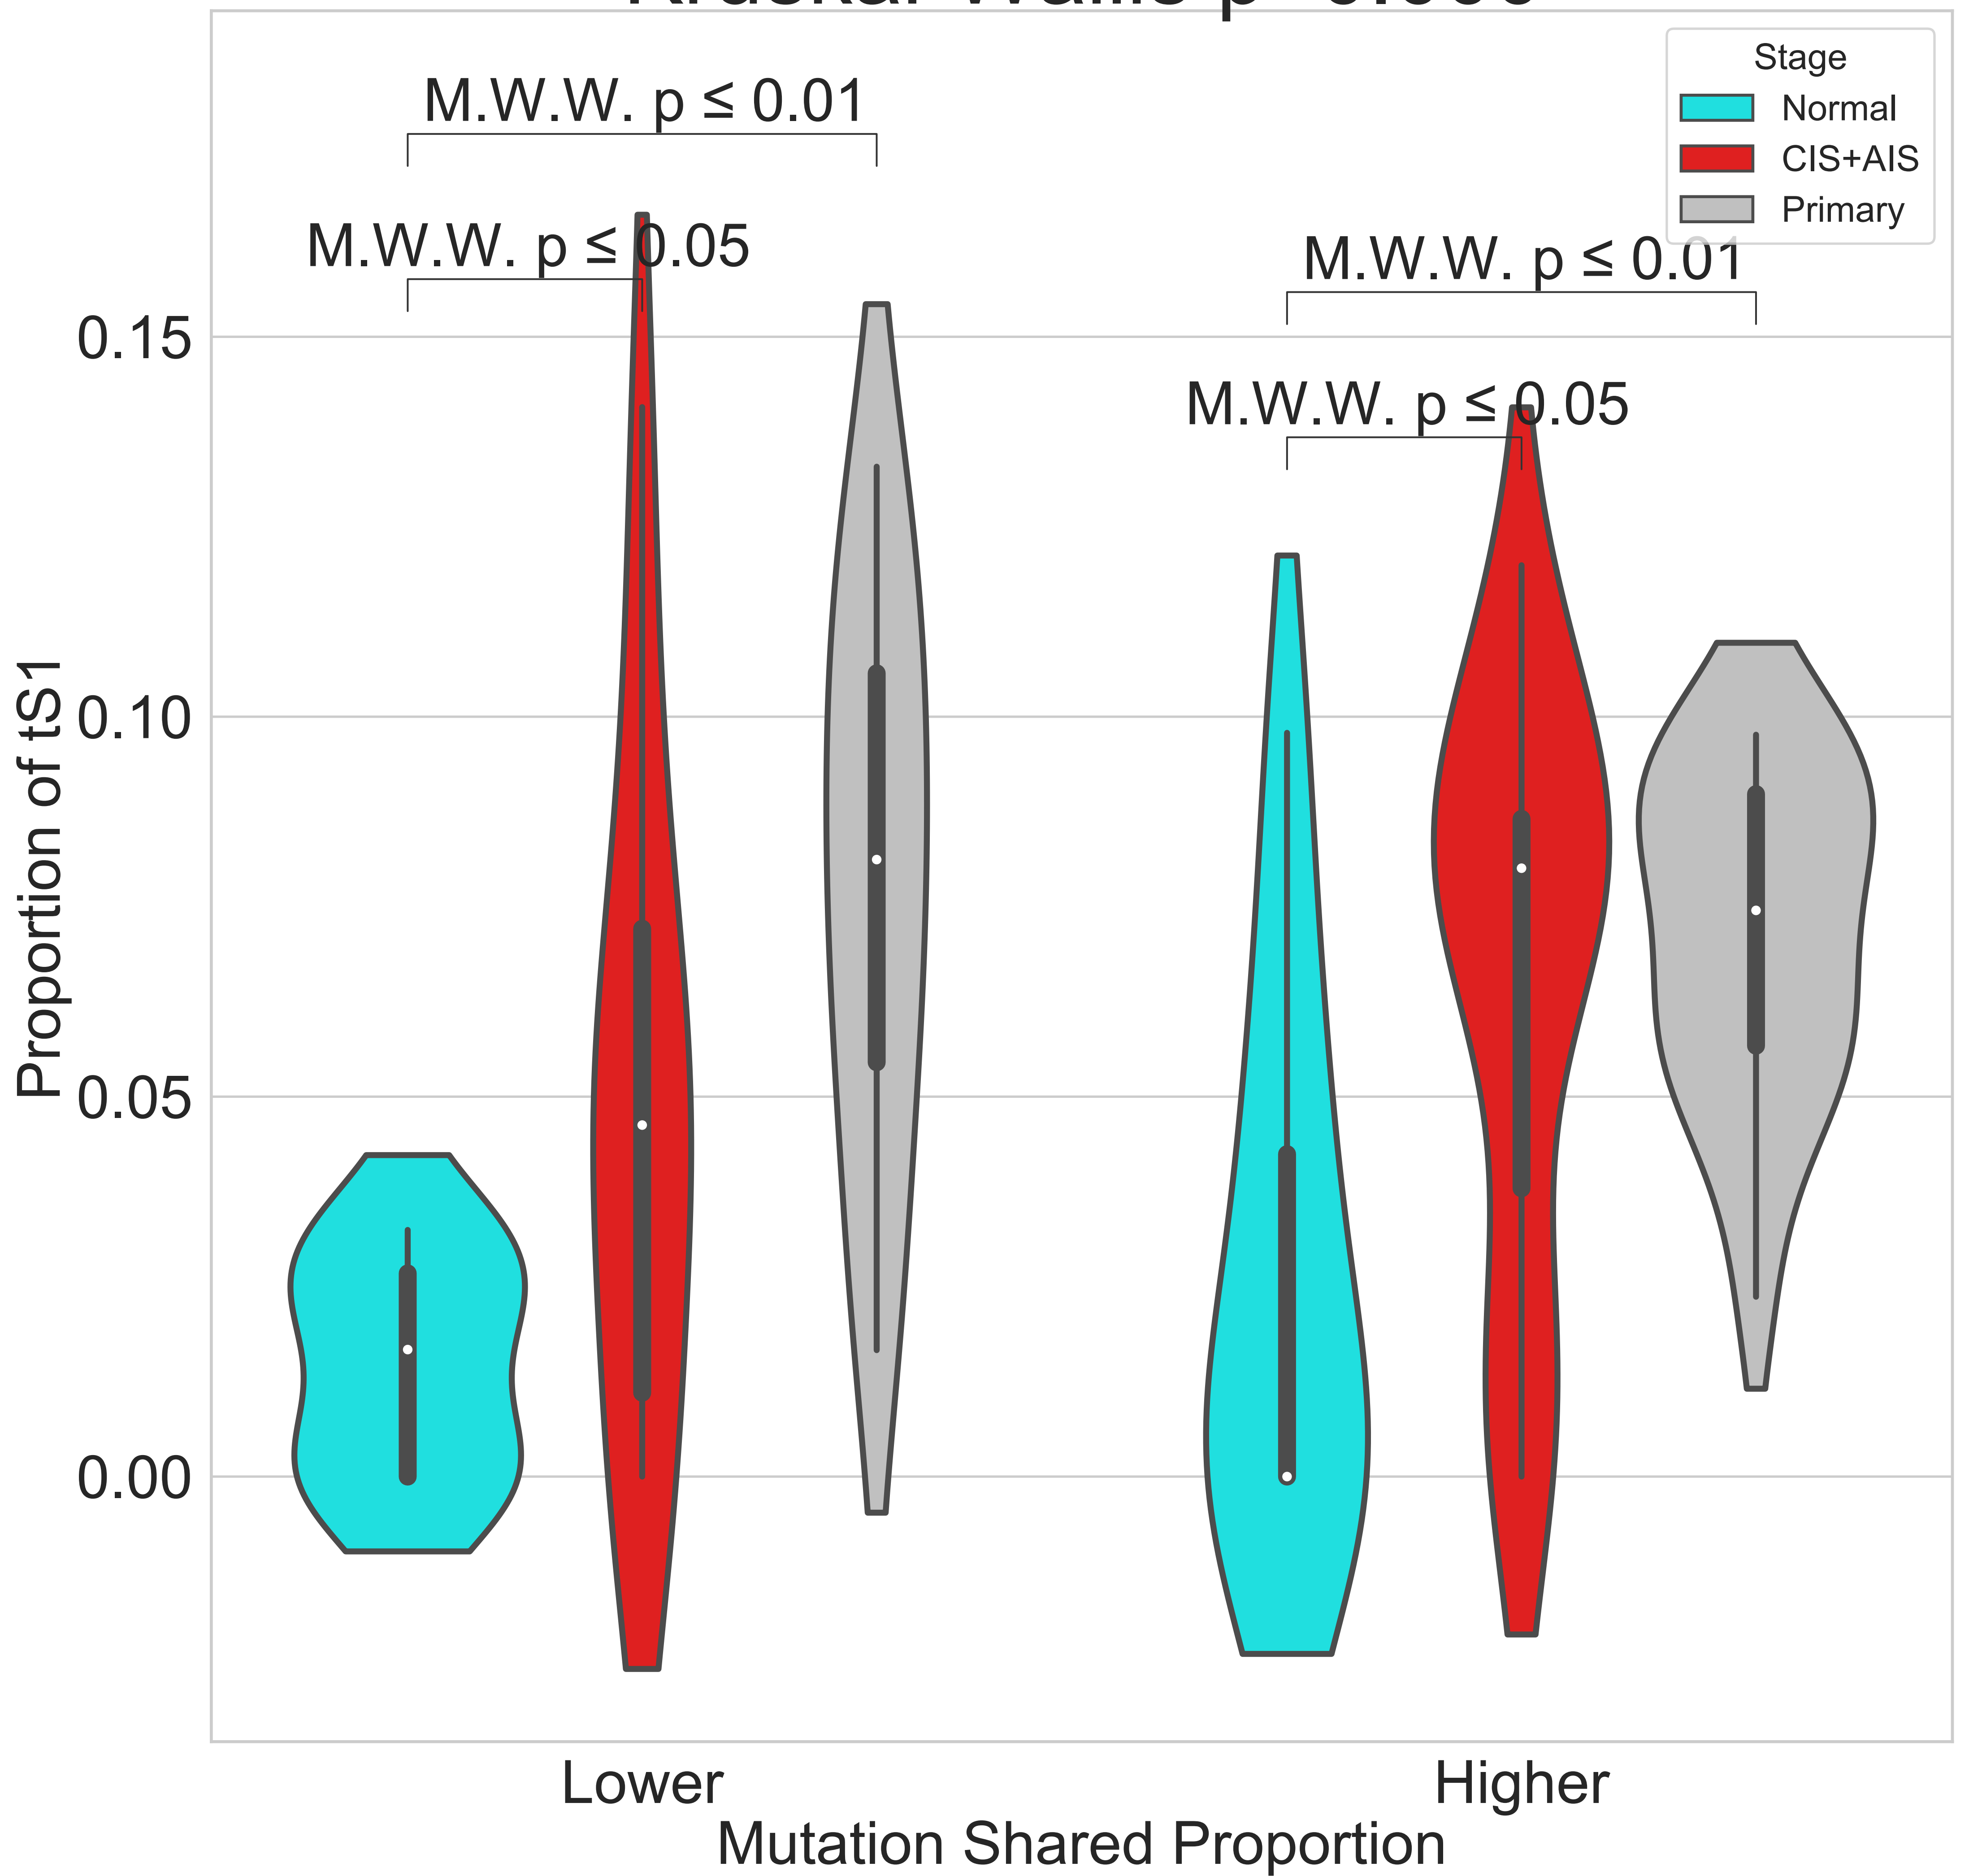 Stage
Normal
CIS+AIS
Primary
M.W.W. p ≤ 0.01
M.W.W. p ≤ 0.05
M.W.W. p ≤ 0.01
M.W.W. p ≤ 0.05
0.15
0.10
0.05
0.00
Proportion of ttS1
Lower
Higher
Mutation Shared Proportion